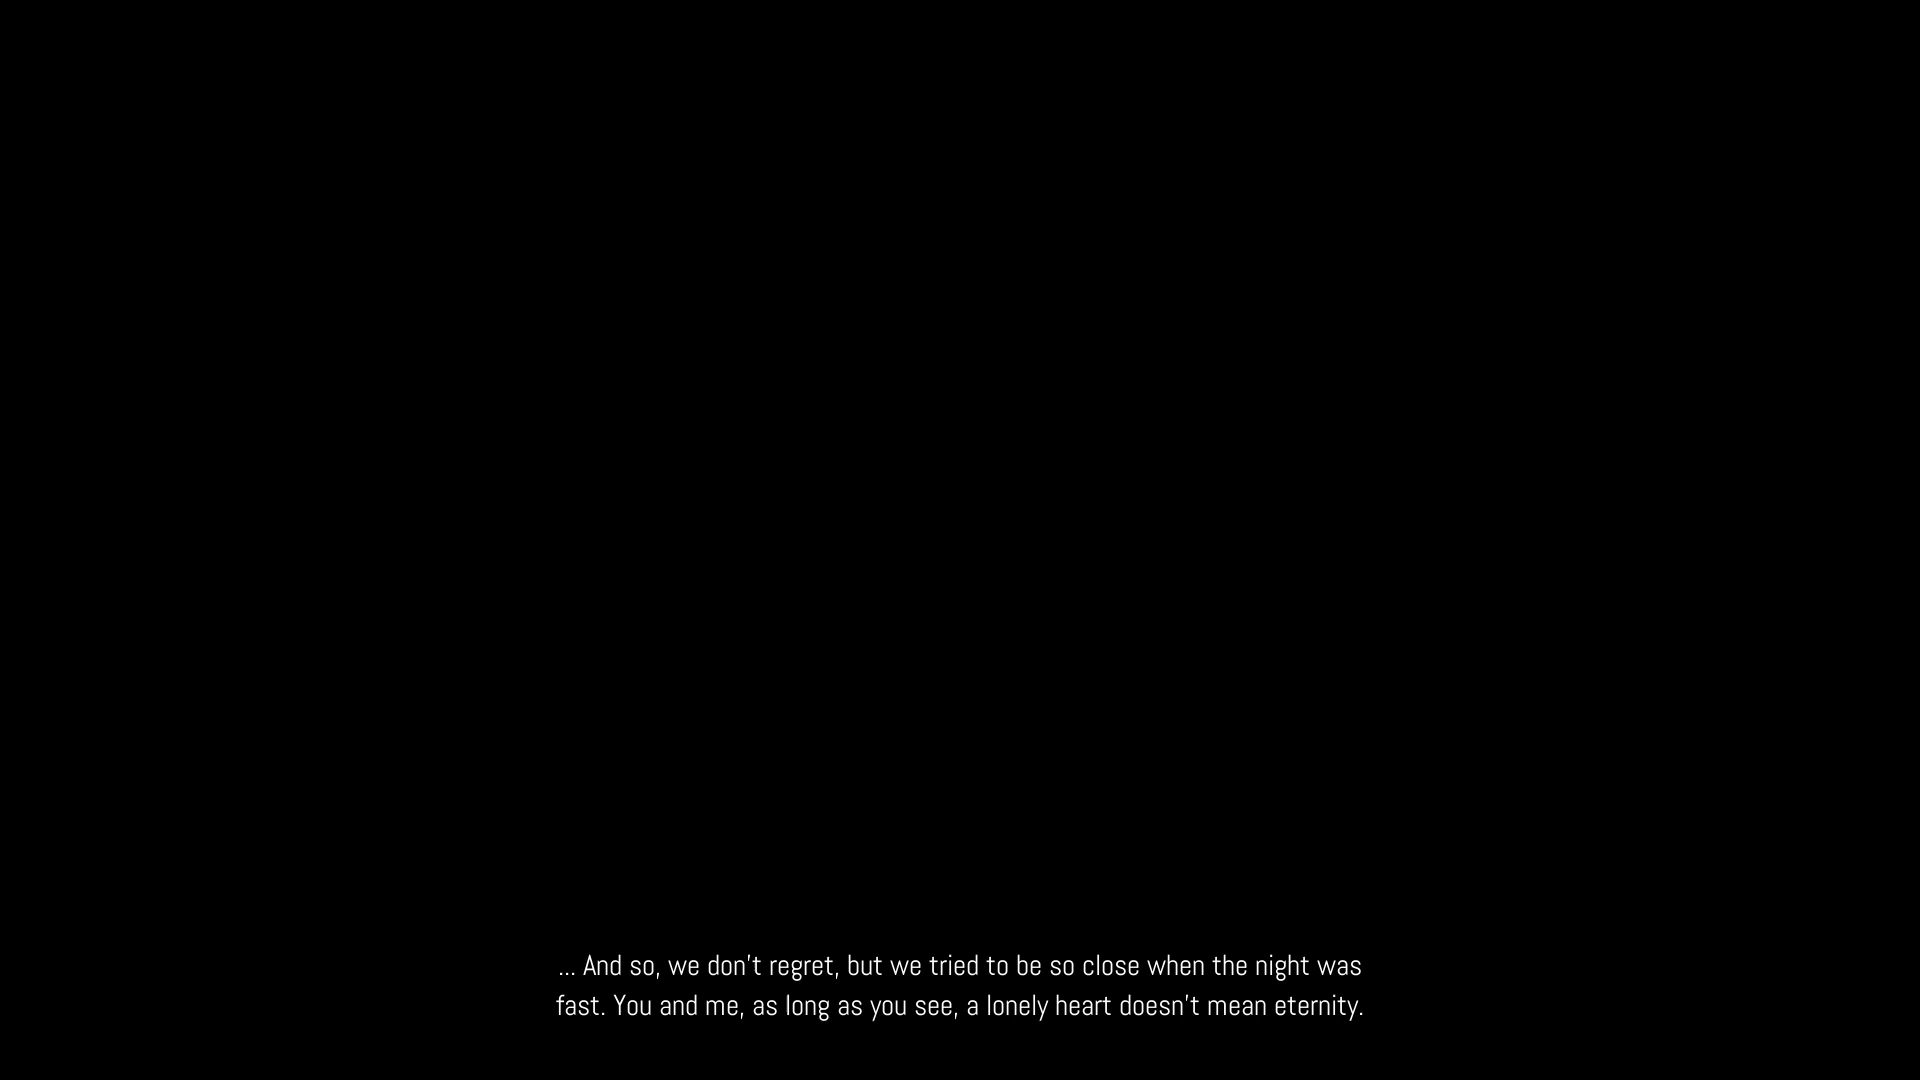 ... And so, we don't regret, but we tried to be so close when the night was
fast. You and me, as long as you see, a lonely heart doesn't mean eternity.